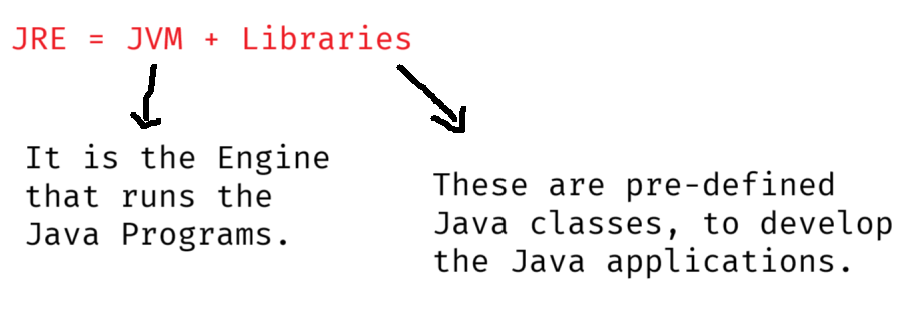 JRE = JVM + Libraries
It is the Engine
that runs the
Java Programs.
These are pre-defined
Java classes, to develop
the Java applications.